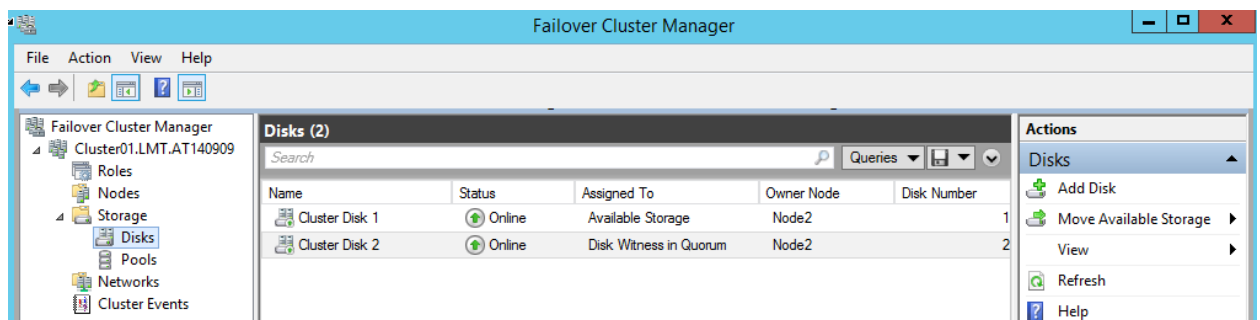 Failover Cluster Manager
File Action View Help
Failover Cluster Manager
Cluster01.LMT.AT140909
Roles
Nodes
Storage
Disks
Pools
Networks
Cluster Events
Disks (2)
Search Queries
Name Status Assigned To Owner Node Disk Number
Cluster Disk 1 Online Available Storage Node2 1
Cluster Disk 2 Online Disk Witness in Quorum Node2 2
Actions
Disks
Add Disk
Move Available Storage
View
Refresh
Help